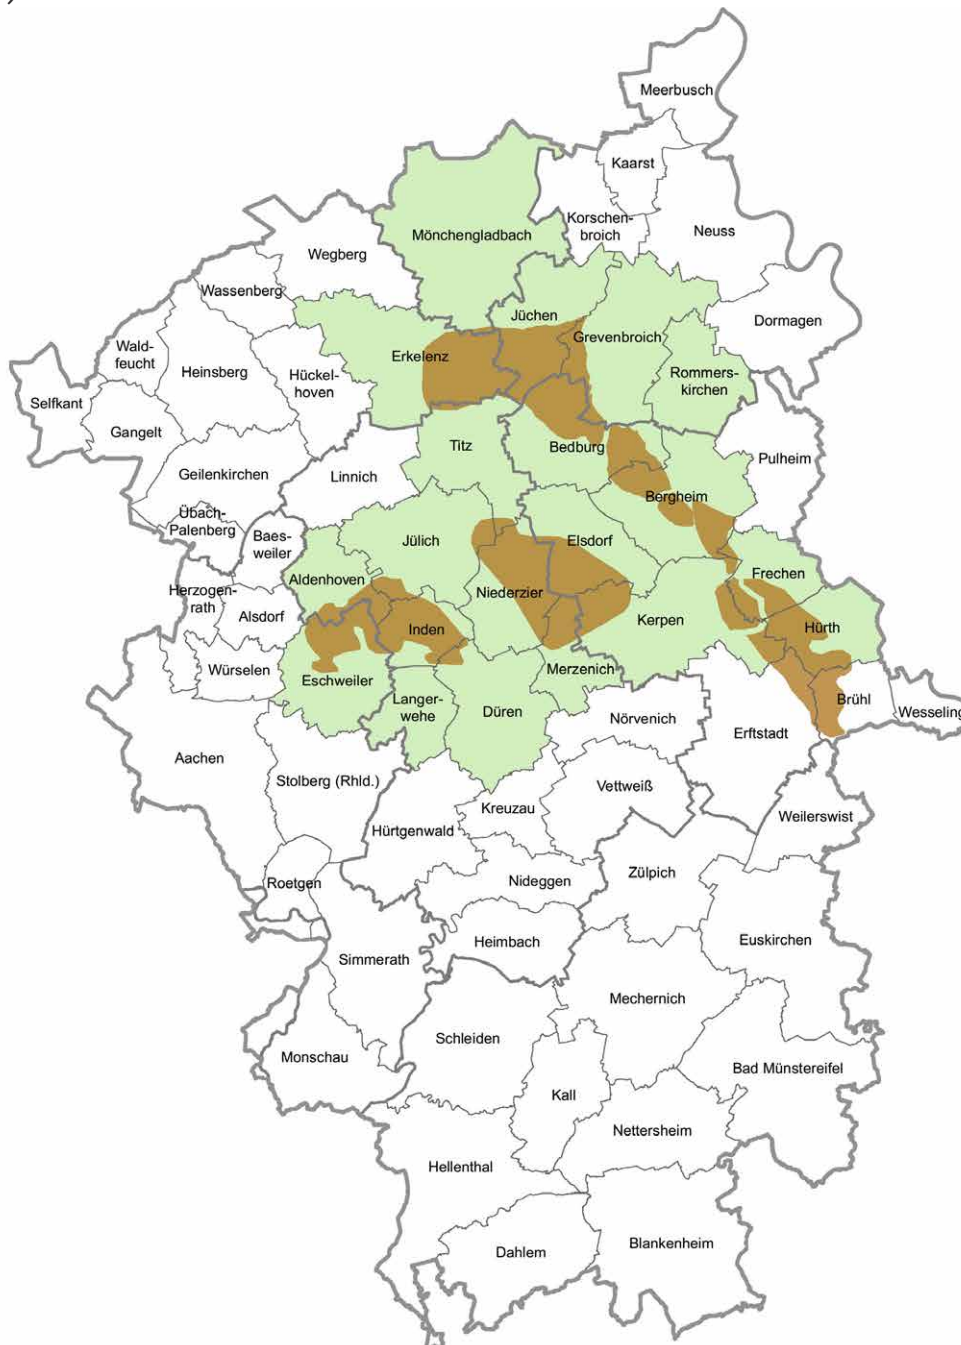 Meerbusch
Kaarst
Korschen-
broich
Neuss
Mönchengladbach
Wegberg
Wassenberg
Jüchen
Dormagen
Grevenbroich
Wald-
feucht
Erkelenz
Heinsberg
Hückel-
hoven
Rommers-
kirchen
Selfkant
Gangelt
Titz
Bedburg
Pulheim
Geilenkirchen
Linnich
Bergheim
Übach-
Palenberg
Baes-
weiler
Jülich
Elsdorf
Aldenhoven
Frechen
Herzogen-
rath
Alsdorf
Niederzier
Kerpen
Inden
Hürth
Würselen
Eschweiler
Merzenich
Langer-
wehe
Düren
Nörvenich
Brühl
Wesseling
Erftstadt
Aachen
Stolberg (Rhld.)
Vettweiß
Kreuzau
Weilerswist
Hürtgenwald
Zülpich
Roetgen
Nideggen
Euskirchen
Heimbach
Simmerath
Mechernich
Schleiden
Monschau
Bad Münstereifel
Kall
Nettersheim
Hellenthal
Blankenheim
Dahlem